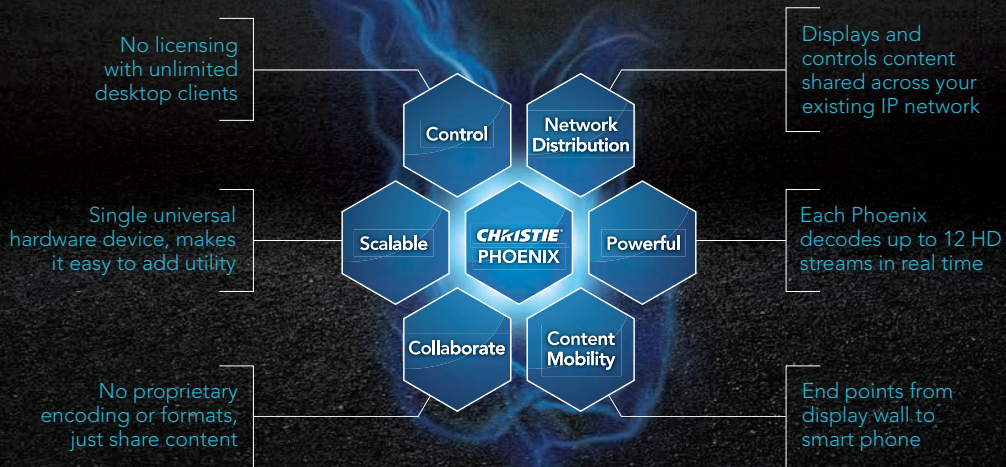 No licensing
with unlimited
desktop clients
Displays and
controls content
shared across your
existing IP network
Control
Network
Distribution
Single universal
hardware device, makes
it easy to add utility
Scalable
CHRISTIE®
PHOENIX
Powerful
Each Phoenix
decodes up to 12 HD
streams in real time
Collaborate
Content
Mobility
No proprietary
encoding or formats,
just share content
End points from
display wall to
smart phone